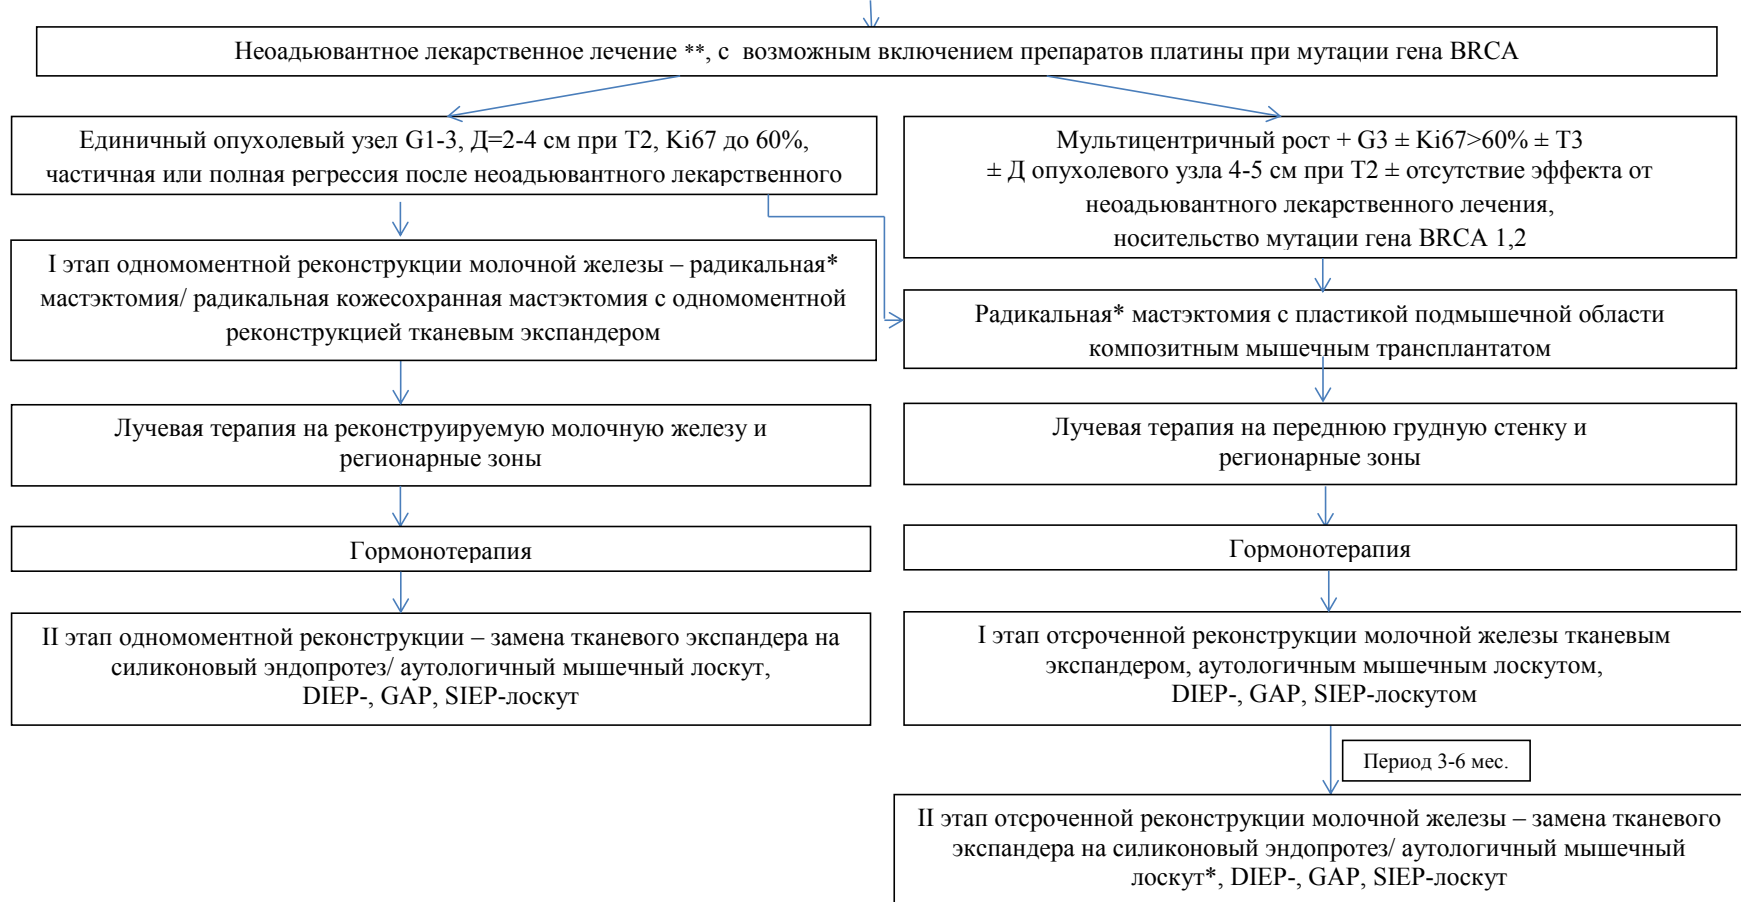 Неоадьювантное лекарственное лечение **, с возможным включением препаратов платины при мутации гена BRCA
Единичный опухолевый узел G1-3, Д=2-4 см при Т2, Ki67 до 60%,
частичная или полная регрессия после неоадьювантного лекарственного
I этап одномоментной реконструкции молочной железы – радикальная*
мастэктомия/ радикальная кожесохранная мастэктомия с одномоментной
реконструкцией тканевым экспандером
Лучевая терапия на реконструируемую молочную железу и
регионарные зоны
Гормонотерапия
II этап одномоментной реконструкции – замена тканевого экспандера на
силиконовый эндопротез/ аутологичный мышечный лоскут,
DIEP-, GAP, SIEP-лоскут
Мультицентричный рост + G3 ± Ki67>60% ± Т3
± Д опухолевого узла 4-5 см при Т2 ± отсутствие эффекта от
неоадьювантного лекарственного лечения,
носительство мутации гена BRCA 1,2
Радикальная* мастэктомия с пластикой подмышечной области
композитным мышечным трансплантатом
Лучевая терапия на переднюю грудную стенку и
регионарные зоны
Гормонотерапия
I этап отсроченной реконструкции молочной железы тканевым
экспандером, аутологичным мышечным лоскутом,
DIEP-, GAP, SIEP-лоскутом
Период 3-6 мес.
II этап отсроченной реконструкции молочной железы – замена тканевого
экспандера на силиконовый эндопротез/ аутологичный мышечный
лоскут*, DIEP-, GAP, SIEP-лоскут